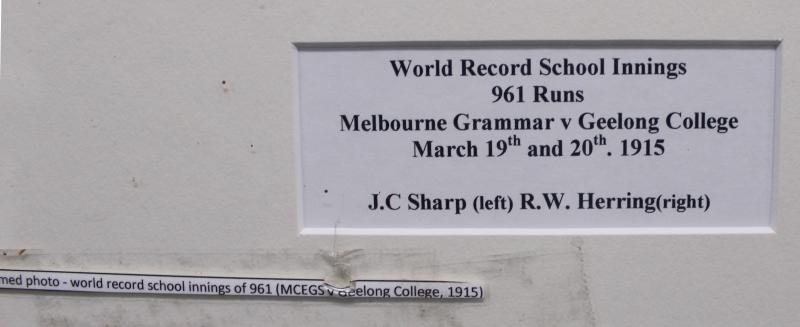 World Record School Innings
961 Runs
Melbourne Grammar v Geelong College
March 19th and 20th. 1915
J.C Sharp (left) R.W. Herring(right)
med photo - world record school innings of 961 (MCEGS v Geelong College, 1915)